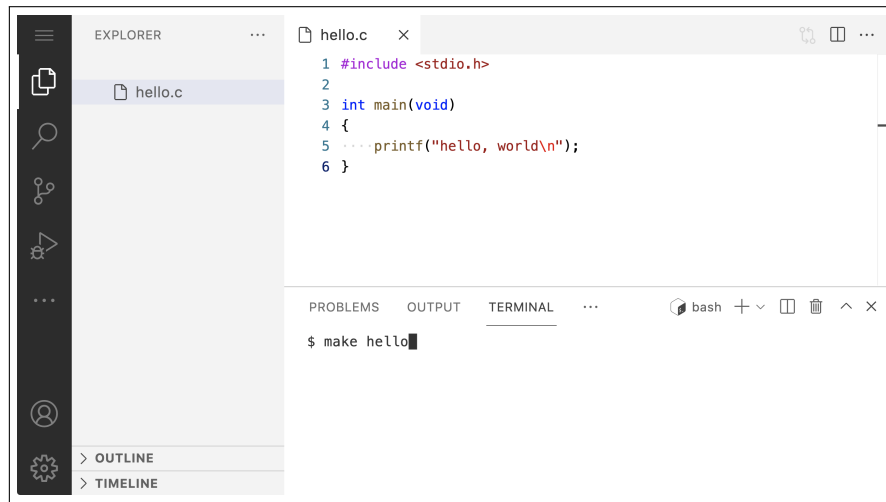 EXPLORER
hello.c
hello.c
1 #include <stdio.h>
2
3 int main(void)
4 {
5 ····printf("hello, world\n");
6 }
PROBLEMS OUTPUT TERMINAL ··· bash
$ make hello
OUTLINE
TIMELINE